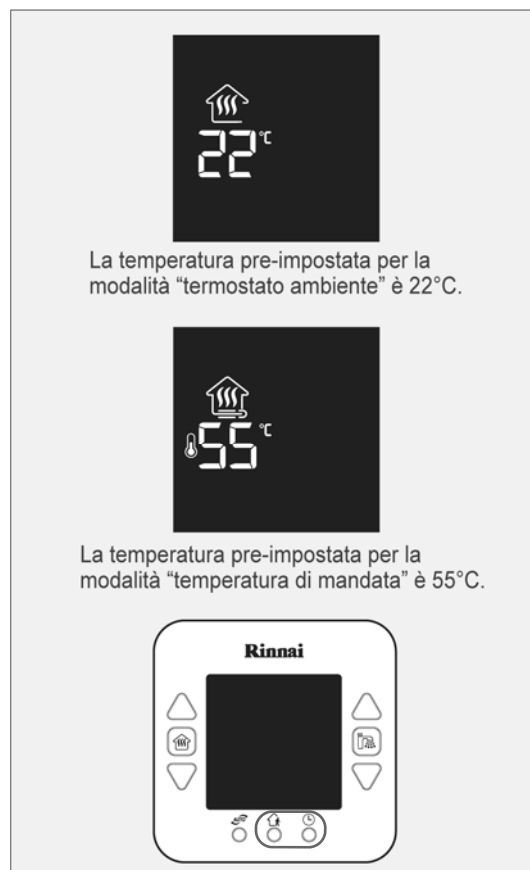 22°C
La temperatura pre-impostata per la
modalità “termostato ambiente” è 22°C.
55°C
La temperatura pre-impostata per la
modalità “temperatura di mandata” è 55°C.
Rinnai